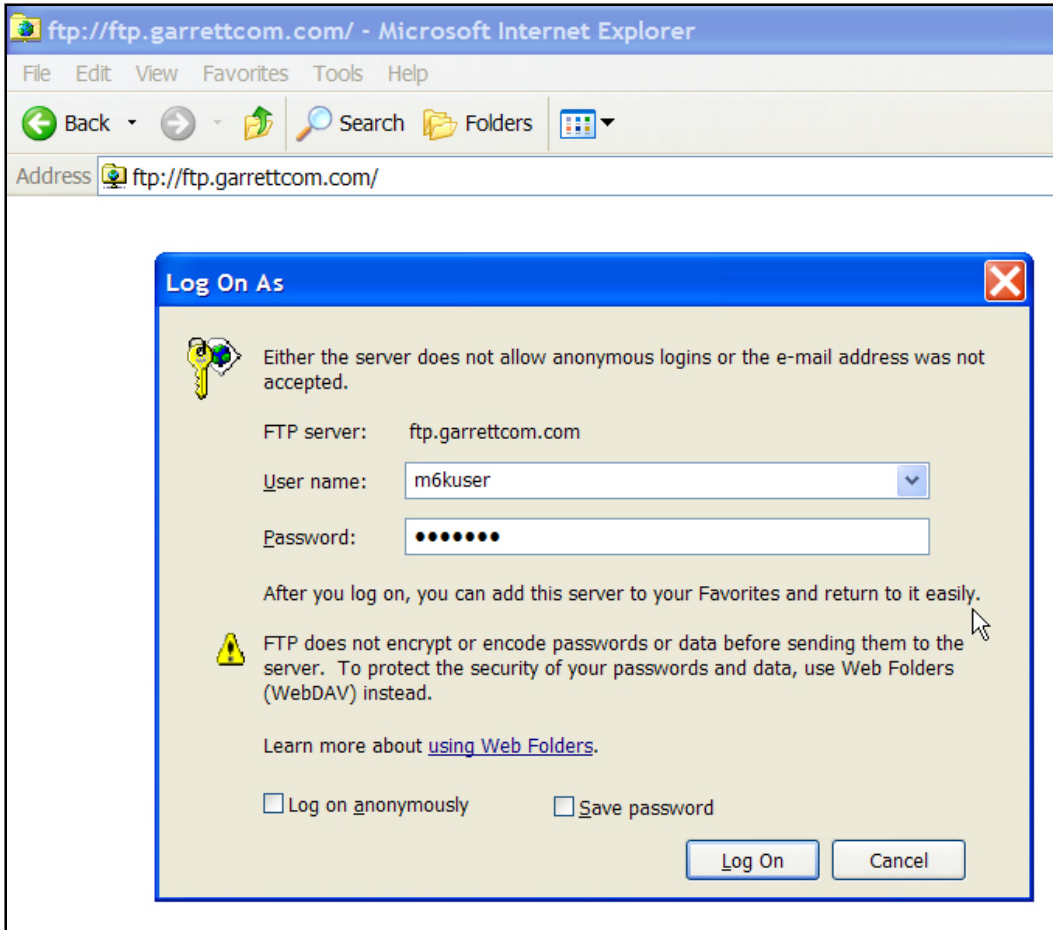 ftp://ftp.garrettcom.com/ - Microsoft Internet Explorer
File Edit View Favorites Tools Help
Back Search Folders
Address ftp://ftp.garrettcom.com/
Log On As
Either the server does not allow anonymous logins or the e-mail address was not
accepted.
FTP server: ftp.garrettcom.com
User name: m6kuser
Password: •••••••
After you log on, you can add this server to your Favorites and return to it easily.
FTP does not encrypt or encode passwords or data before sending them to the
server. To protect the security of your passwords and data, use Web Folders
(WebDAV) instead.
Learn more about using Web Folders.
Log on anonymously Save password
Log On Cancel